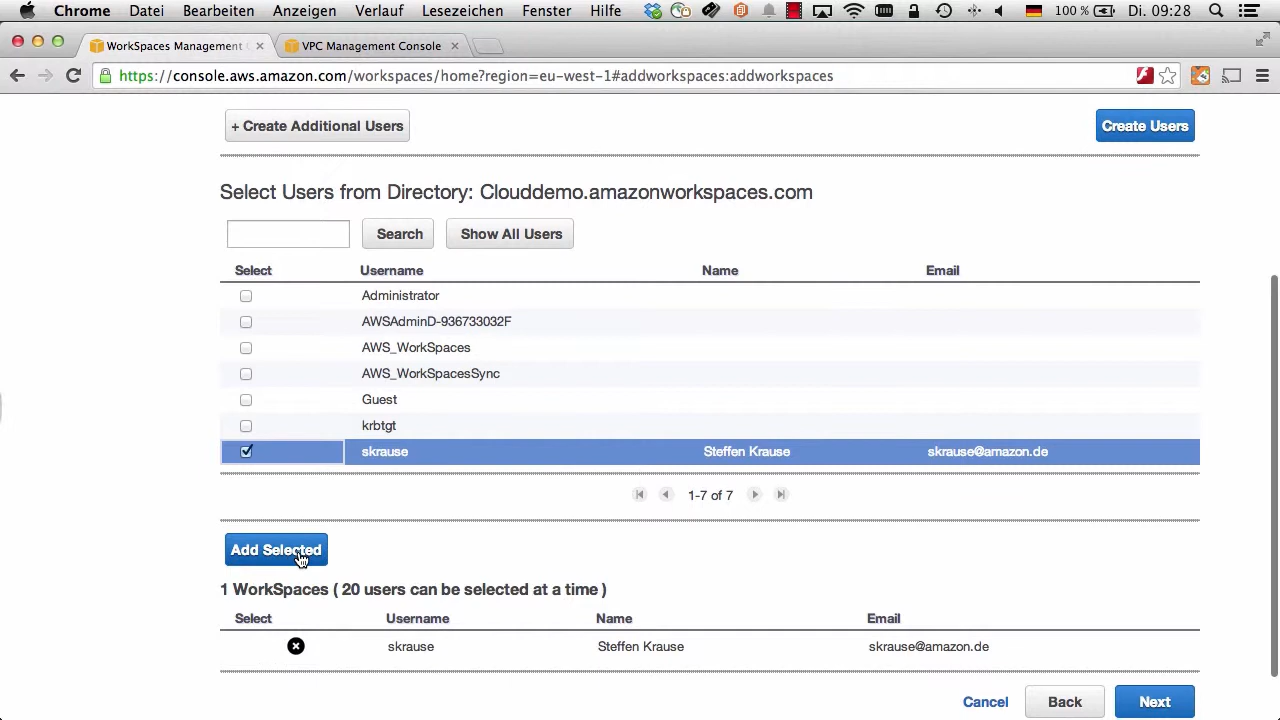 Chrome Datei Bearbeiten Anzeigen Verlauf Lesezeichen Fenster Hilfe 100 % Di. 09:28
WorkSpaces Management VPC Management Console
https://console.aws.amazon.com/workspaces/home?region=eu-west-1#addworkspaces:addworkspaces
+ Create Additional Users Create Users
Select Users from Directory: Clouddemo.amazonworkspaces.com
Search Show All Users
Select Username Name Email
Administrator
AWSAdminD-936733032F
AWS_WorkSpaces
AWS_WorkSpacesSync
Guest
krbtgt
skrause Steffen Krause skrause@amazon.de
1-7 of 7
Add Selected
1 WorkSpaces ( 20 users can be selected at a time )
Select Username Name Email
skrause Steffen Krause skrause@amazon.de
Cancel Back Next